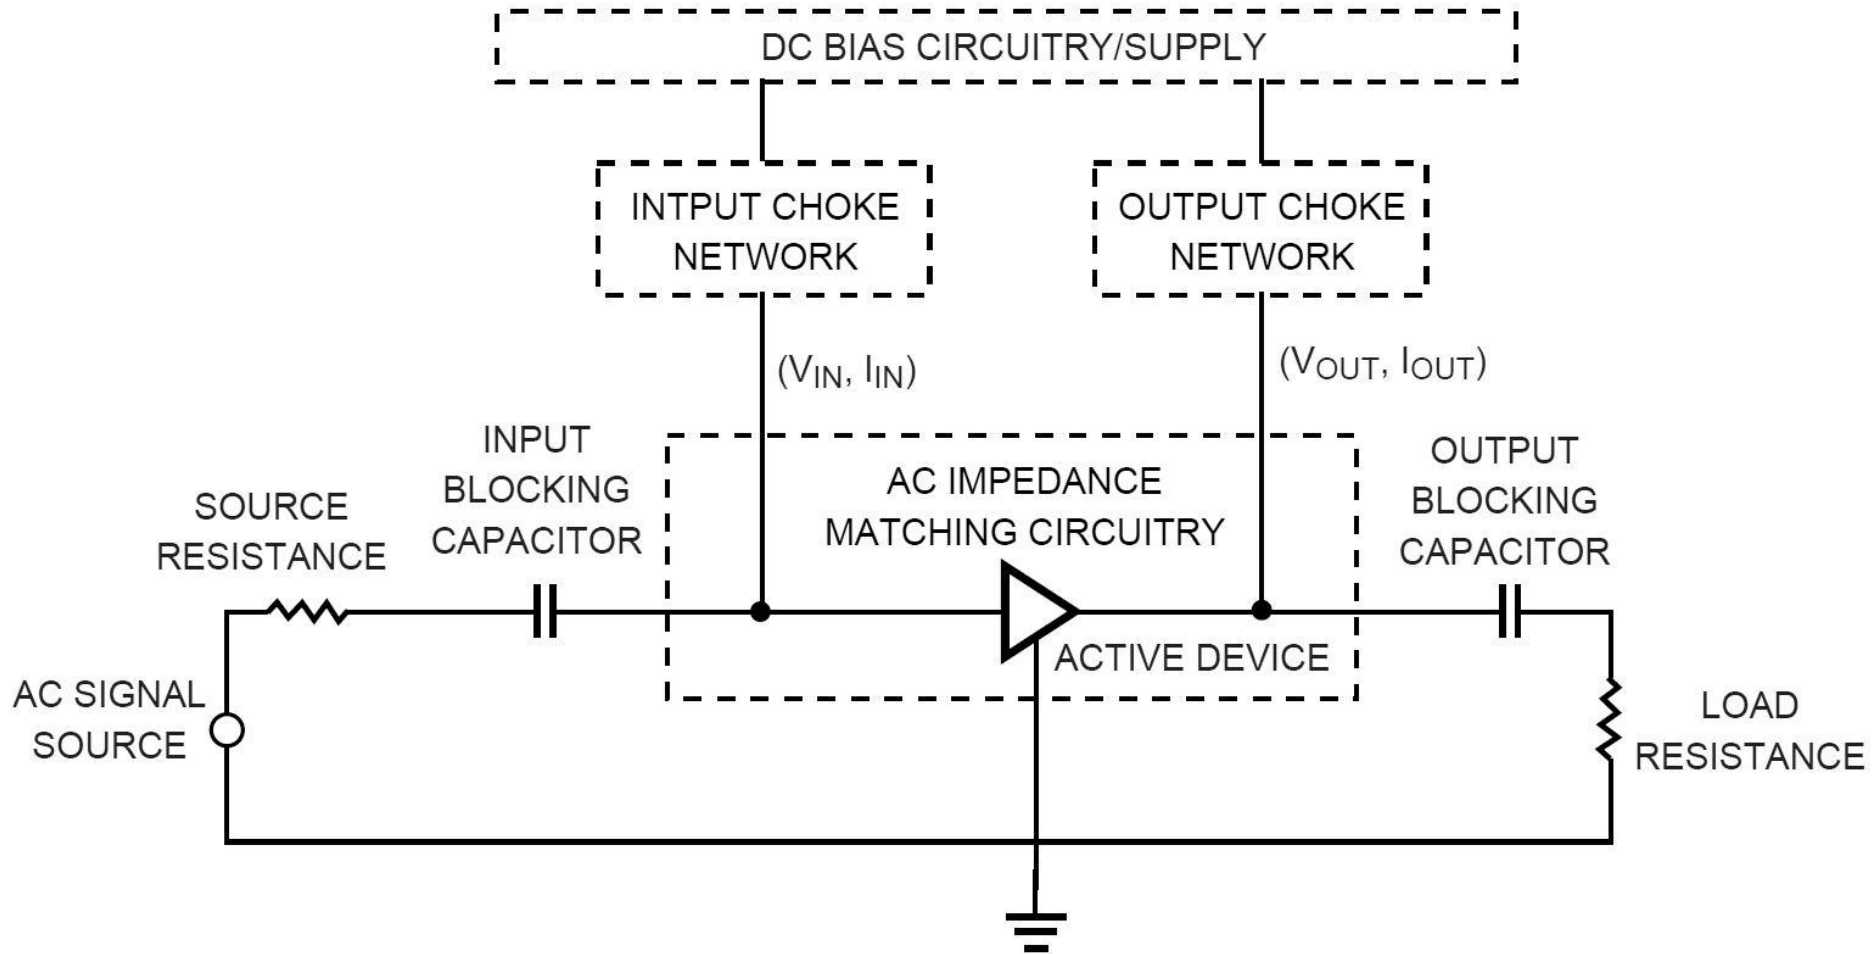 DC BIAS CIRCUITRY/SUPPLY
INTPUT CHOKE
NETWORK
OUTPUT CHOKE
NETWORK
(VIN, IIN)
(VOUT, IOUT)
INPUT
BLOCKING
CAPACITOR
SOURCE
RESISTANCE
AC IMPEDANCE
MATCHING CIRCUITRY
OUTPUT
BLOCKING
CAPACITOR
ACTIVE DEVICE
AC SIGNAL
SOURCE
LOAD
RESISTANCE